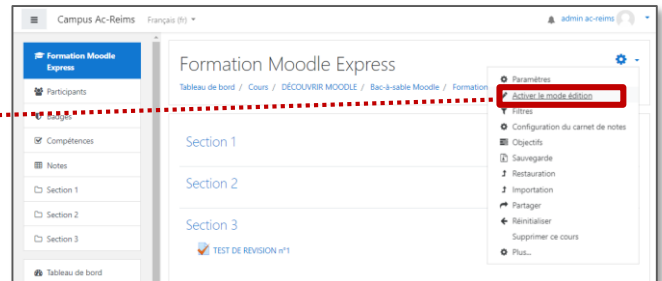 Campus Ac-Reims Français (fr)
admin ac-reims
Formation Moodle
Express
Participants
Badges
Compétences
Notes
Section 1
Section 2
Section 3
Tableau de bord
Formation Moodle Express
Tableau de bord / Cours / DÉCOUVRIR MOODLE / Bac-à-sable Moodle / Formation
Section 1
Section 2
Section 3
TEST DE REVISION n°1
Paramètres
Activer le mode édition
Filtres
Configuration du carnet de notes
Objectifs
Sauvegarde
Restauration
Importation
Partager
Réinitialiser
Supprimer ce cours
Plus...